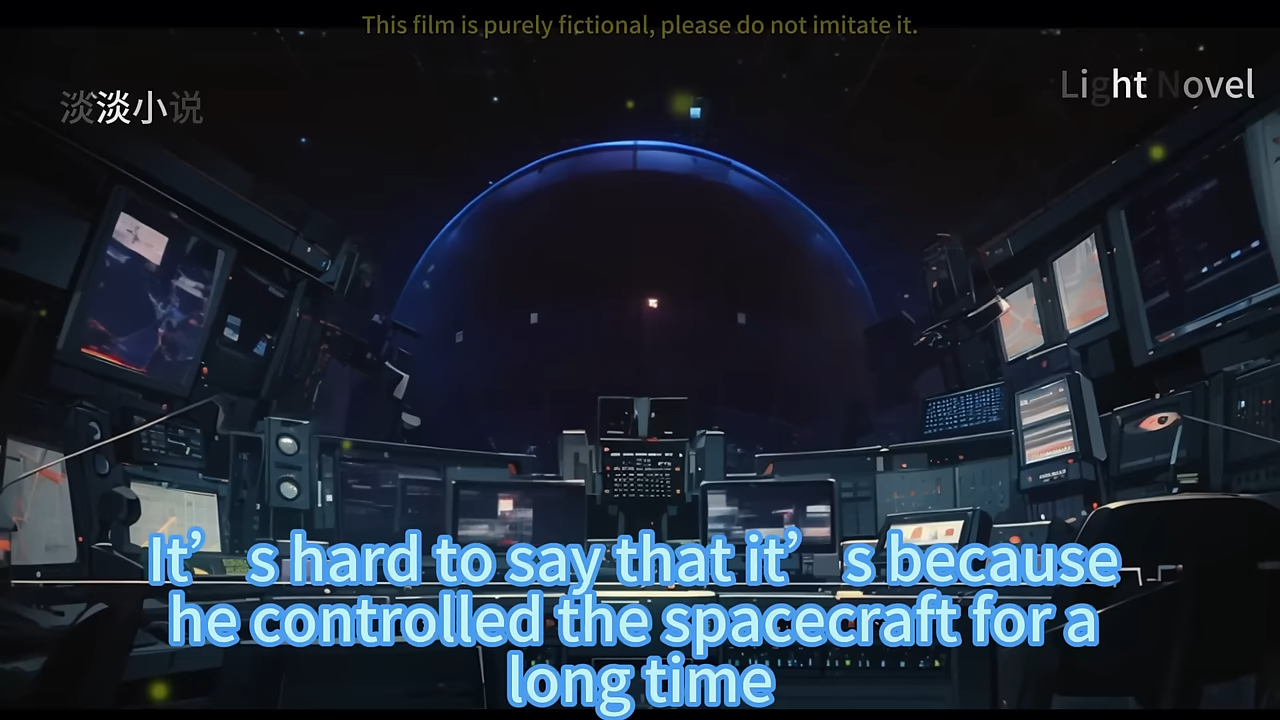 This film is purely fictional, please do not imitate it.
淡淡小说
Light Novel
It’ s hard to say that it’ s because
he controlled the spacecraft for a
long time